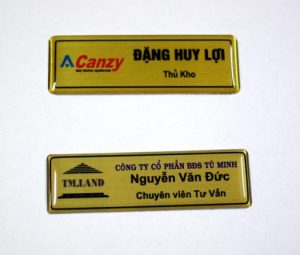 Canzy
ĐẶNG HUY LỢI
Thủ Kho
CÔNG TY CỔ PHẦN BĐS TÚ MINH
TM.LAND
Nguyễn Văn Đức
Chuyên viên Tư Vấn